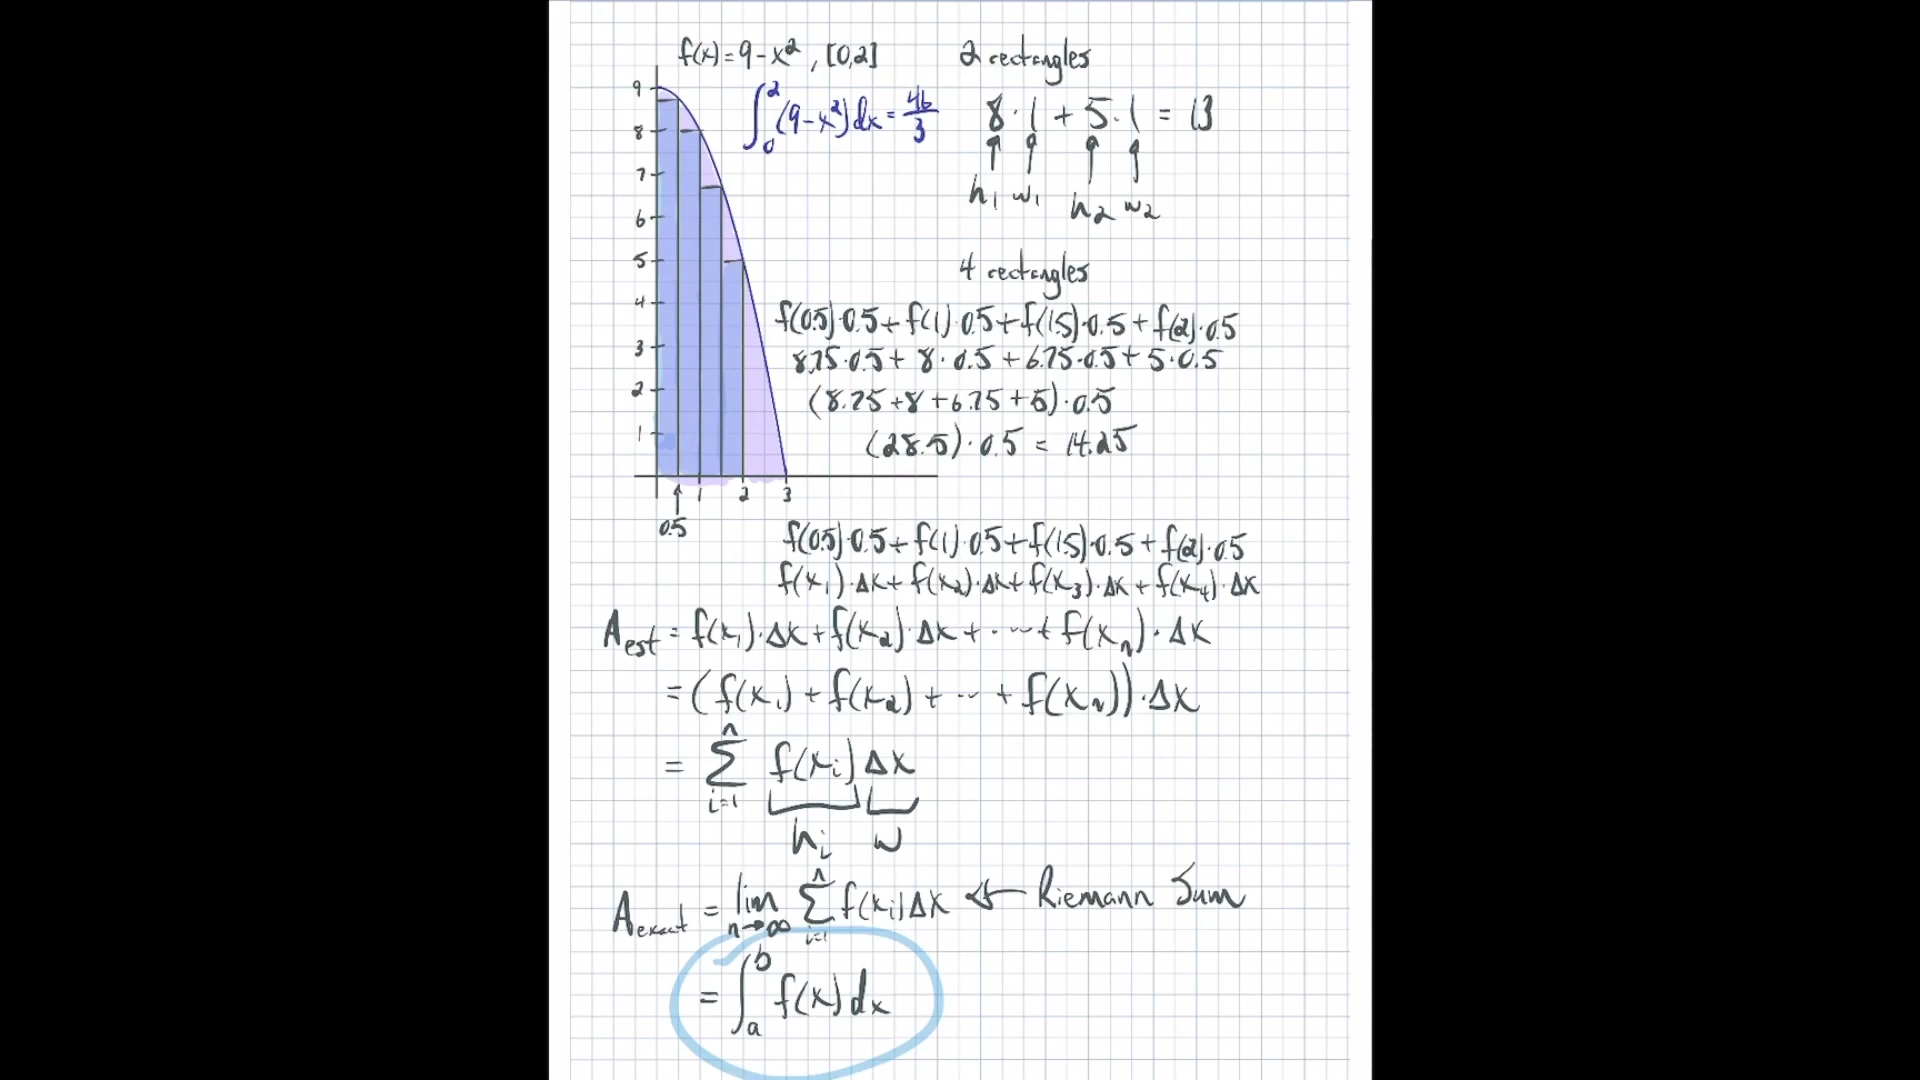 f(x)=9-x², [0,2]
2 rectangles
∫₀² (9-x²)dx = 46/3
8·1 + 5·1 = 13
h₁ w₁ h₂ w₂
4 rectangles
f(0.5)·0.5+f(1)·0.5+f(1.5)·0.5+f(2)·0.5
8.75·0.5+ 8·0.5+6.75·0.5+5·0.5
(8.75+8+6.75+5)·0.5
(28.5)·0.5 = 14.25
9
8
7
6
5
4
3
2
1
1 2 3
0.5
f(0.5)·0.5+f(1)·0.5+f(1.5)·0.5+f(2)·0.5
f(x₁)·Δx+f(x₂)·Δx+f(x₃)·Δx+f(x₄)·Δx
A_est = f(x₁)·Δx+f(x₂)·Δx+···+f(xₙ)·Δx
=(f(x₁)+f(x₂)+···+f(xₙ))·Δx
= ∑ᵢ₌₁ⁿ f(xᵢ)Δx
hᵢ w
A_exact = lim n→∞ ∑ᵢ₌₁ⁿ f(xᵢ)Δx ← Riemann Sum
= ∫ₐᵇ f(x)dx